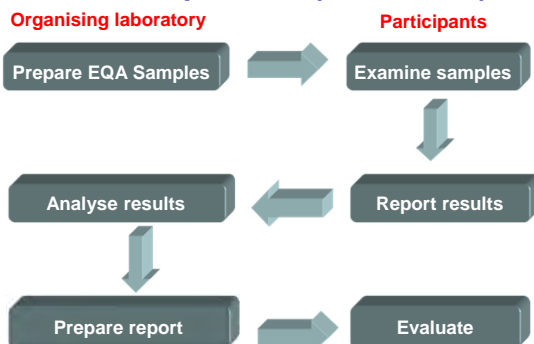 Organising laboratory Participants
Prepare EQA Samples Examine samples
Analyse results Report results
Prepare report Evaluate